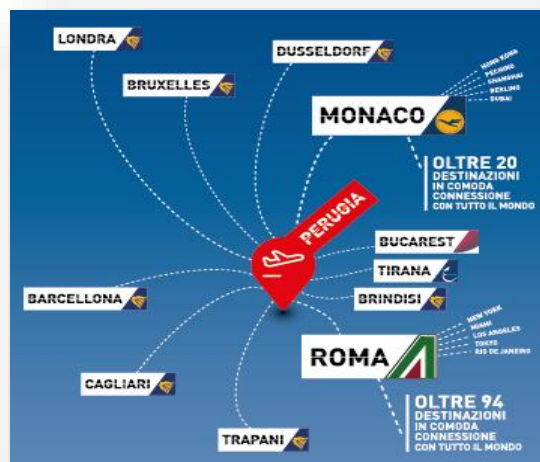 LONDRA
DUSSELDORF
BRUXELLES
HONG KONG
PECHINO
SHANGHAI
BERLINO
DUBAI
MONACO
OLTRE 20
DESTINAZIONI
IN COMODA
CONNESSIONE
CON TUTTO IL MONDO
PERUGIA
BUCAREST
TIRANA
BARCELLONA
BRINDISI
NEW YORK
MIAMI
LOS ANGELES
TOKYO
RIO DE JANEIRO
ROMA
CAGLIARI
OLTRE 94
DESTINAZIONI
IN COMODA
CONNESSIONE
CON TUTTO IL MONDO
TRAPANI